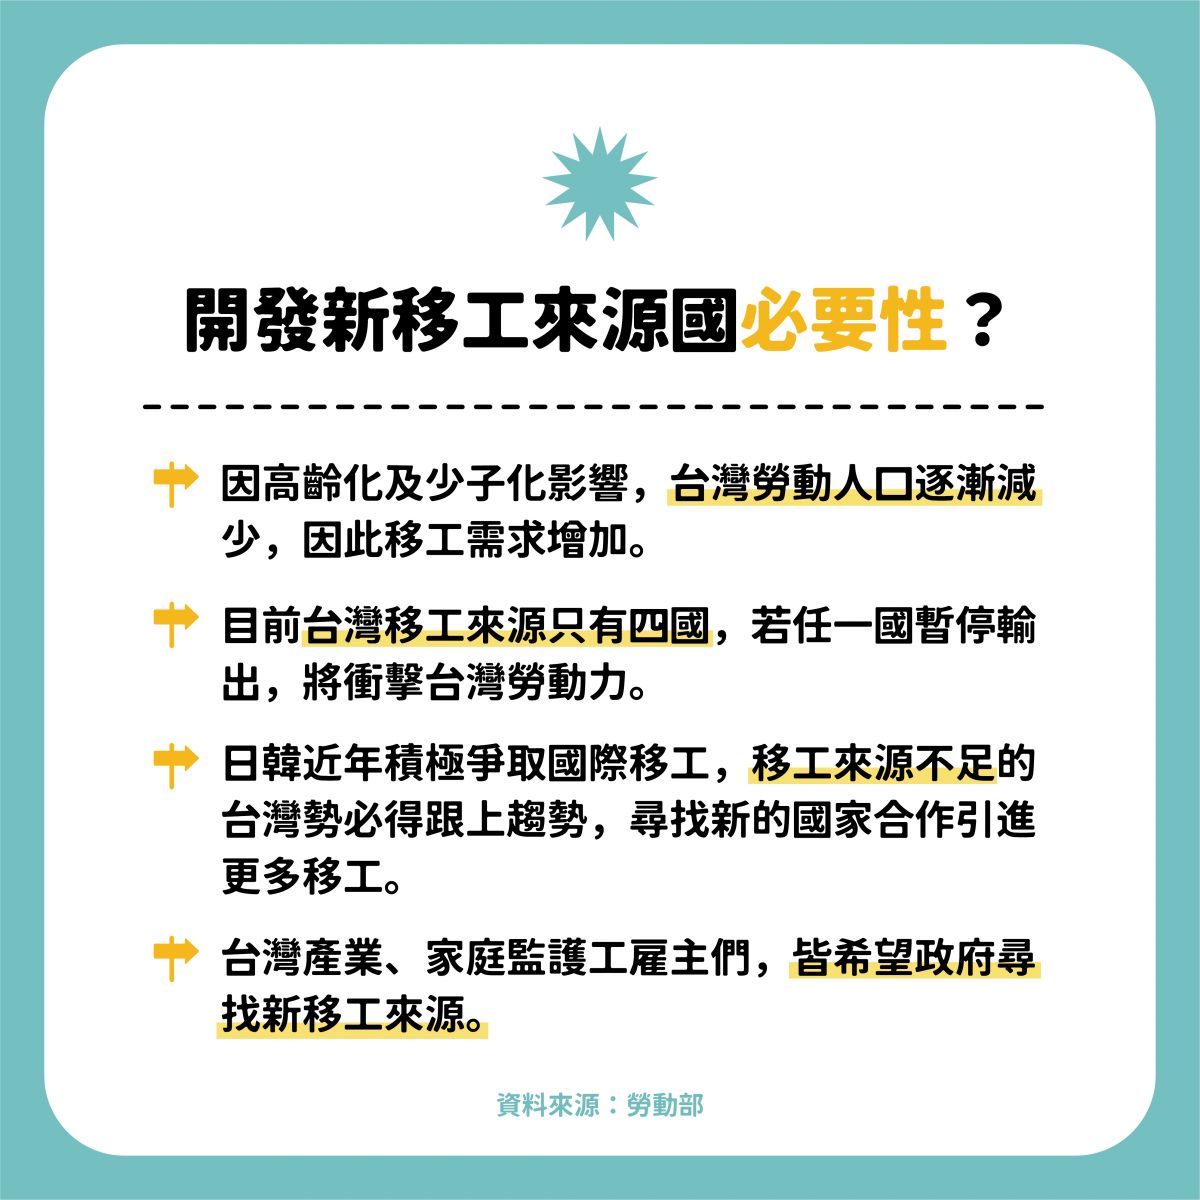 開發新移工來源國必要性？
因高齡化及少子化影響，台灣勞動人口逐漸減
少，因此移工需求增加。
目前台灣移工來源只有四國，若任一國暫停輸
出，將衝擊台灣勞動力。
日韓近年積極爭取國際移工，移工來源不足的
台灣勢必得跟上趨勢，尋找新的國家合作引進
更多移工。
台灣產業、家庭監護工雇主們，皆希望政府尋
找新移工來源。
資料來源：勞動部